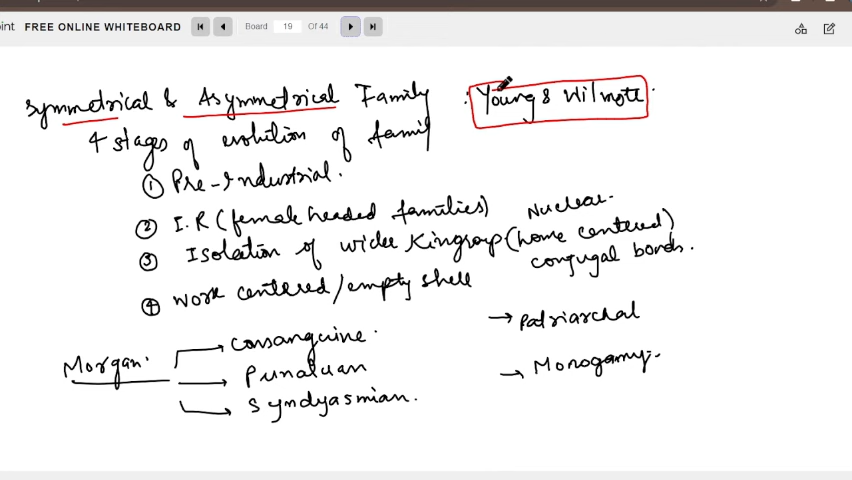 oint FREE ONLINE WHITEBOARD Board 19 Of 44
Symmetrical & Asymmetrical Family : Young & Wilmott.
4 stages of evolution of family
① Pre-Industrial.
② I.R (female headed families) Nuclear.
③ Isolation of wider Kingroup (home centered)
conjugal bonds.
④ Work centered/empty shell
Morgan. → Consanguine.
→ Punaluan
→ Syndyasmian.
→ Patriarchal
→ Monogamy.